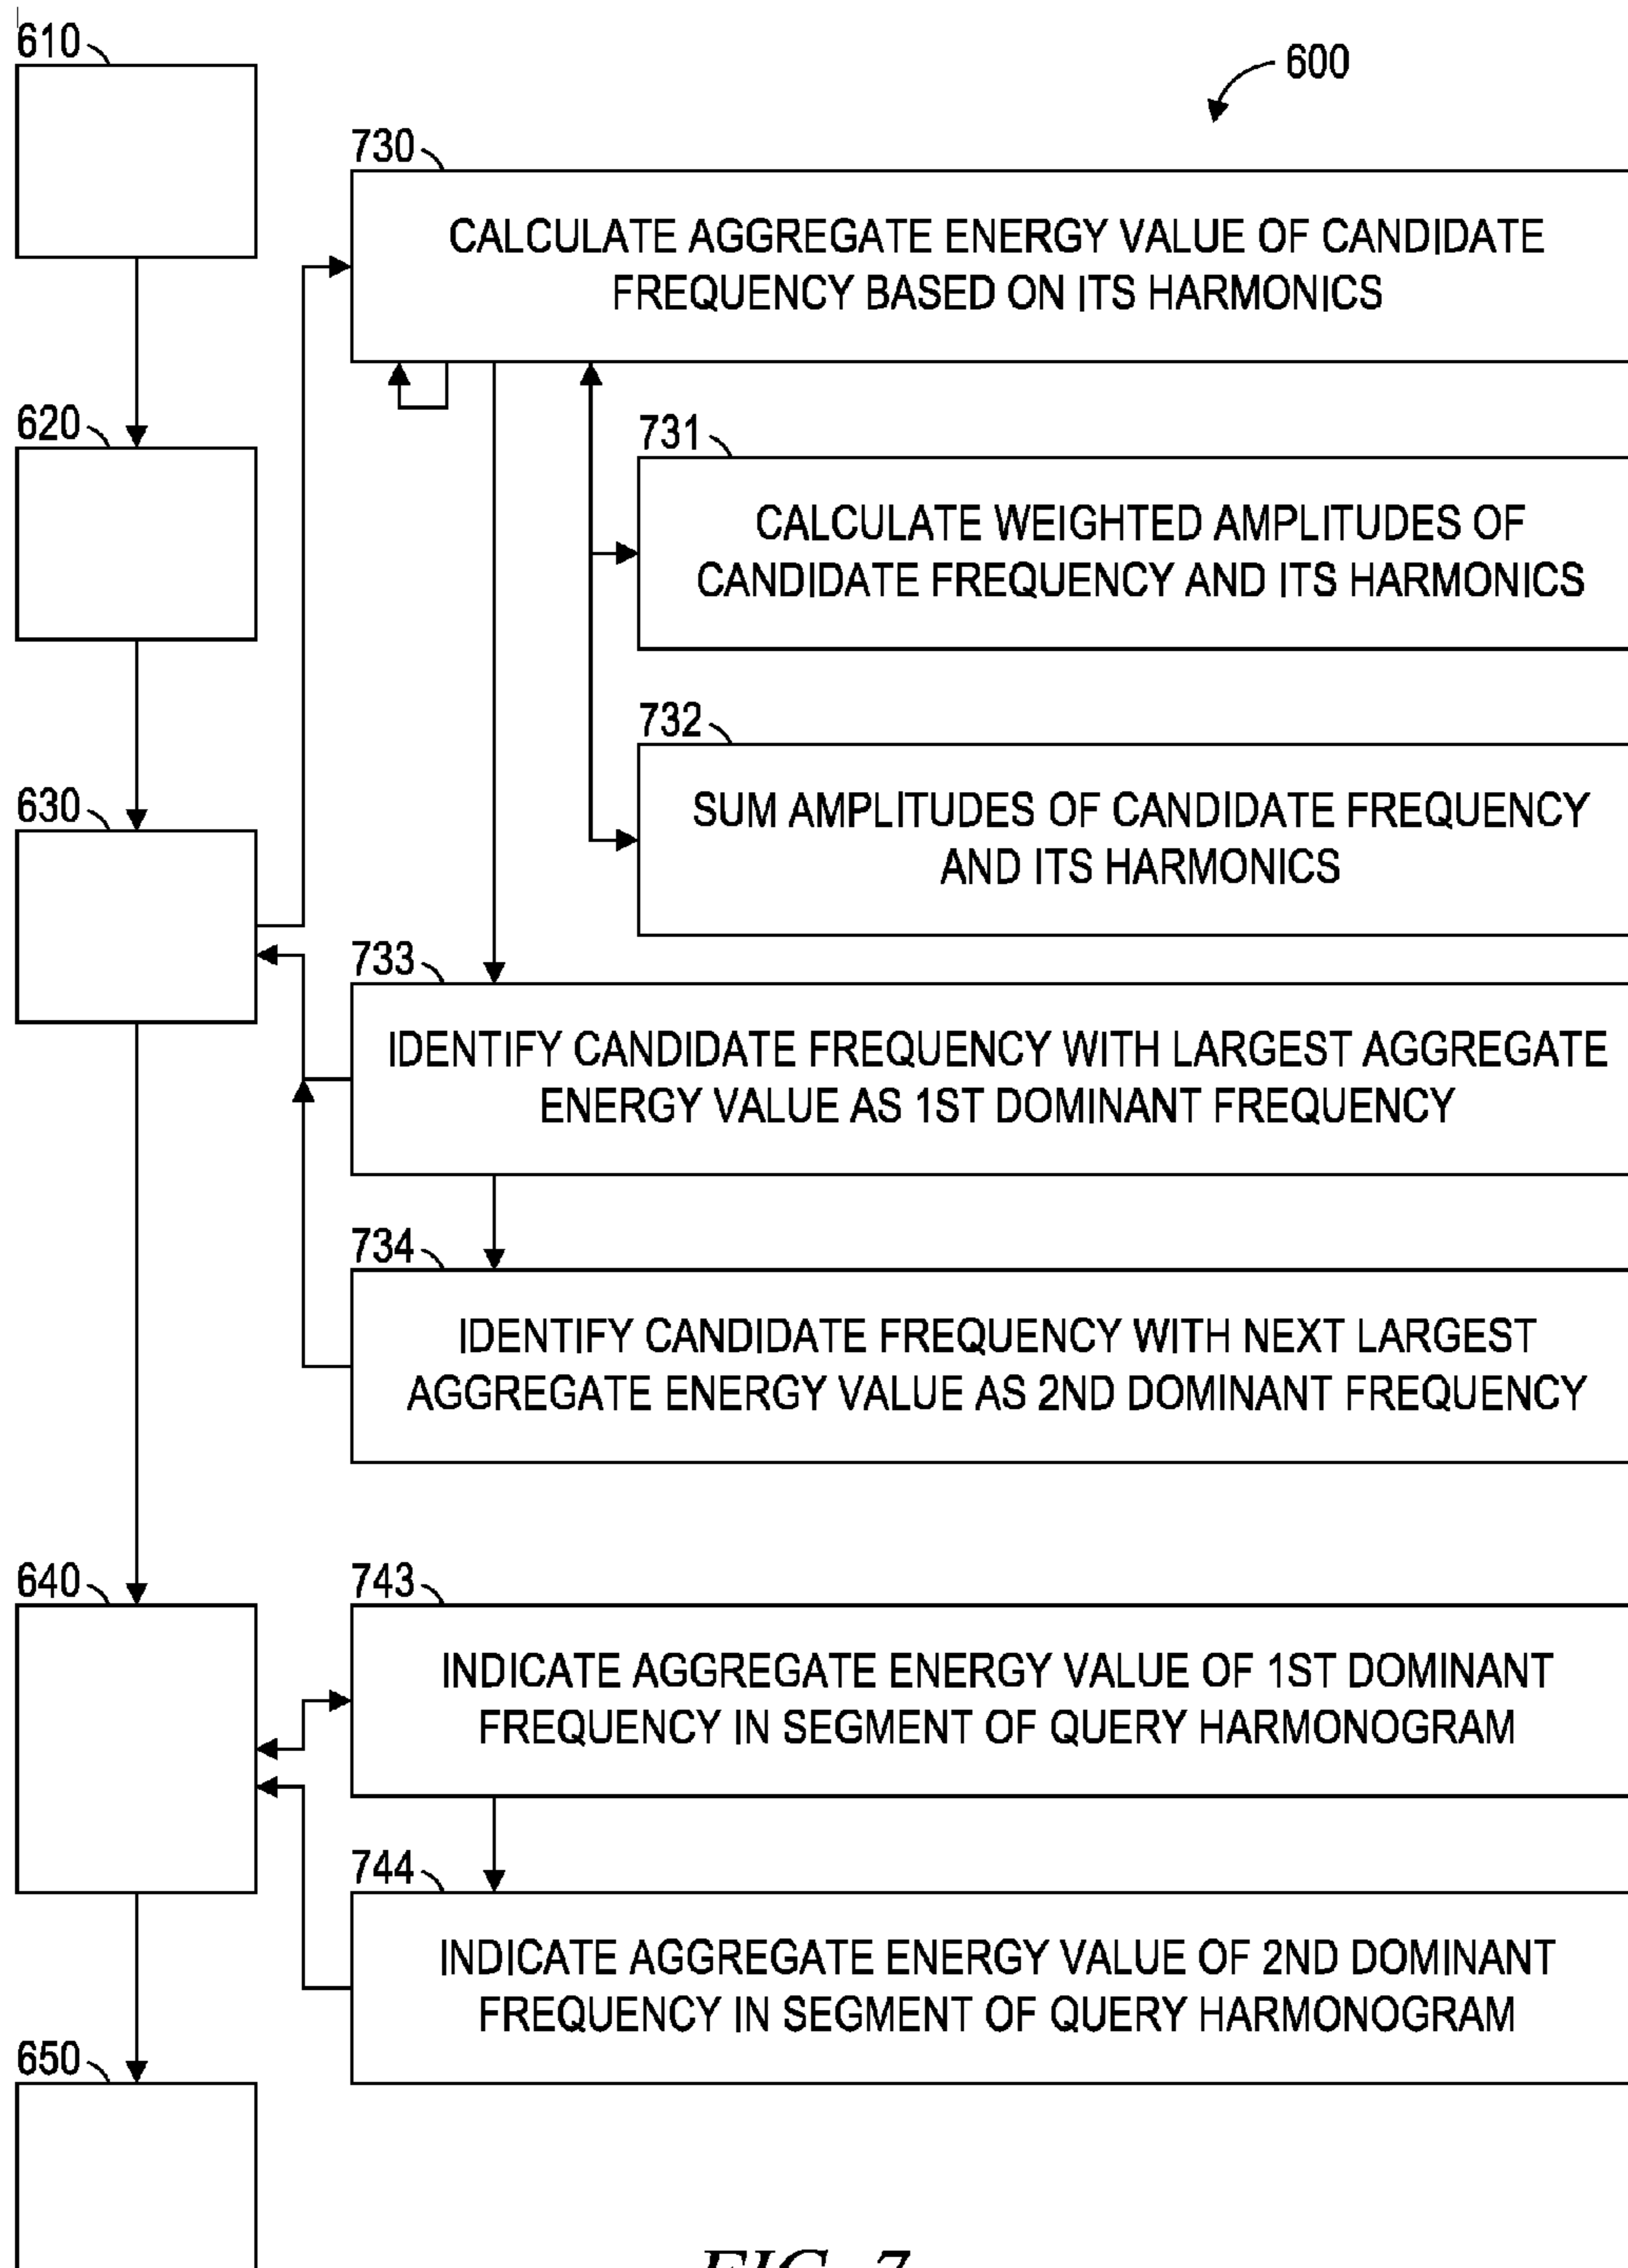 610
600
730
CALCULATE AGGREGATE ENERGY VALUE OF CANDIDATE
FREQUENCY BASED ON ITS HARMONICS
620
731
CALCULATE WEIGHTED AMPLITUDES OF
CANDIDATE FREQUENCY AND ITS HARMONICS
732
SUM AMPLITUDES OF CANDIDATE FREQUENCY
AND ITS HARMONICS
630
733
IDENTIFY CANDIDATE FREQUENCY WITH LARGEST AGGREGATE
ENERGY VALUE AS 1ST DOMINANT FREQUENCY
734
IDENTIFY CANDIDATE FREQUENCY WITH NEXT LARGEST
AGGREGATE ENERGY VALUE AS 2ND DOMINANT FREQUENCY
640
743
INDICATE AGGREGATE ENERGY VALUE OF 1ST DOMINANT
FREQUENCY IN SEGMENT OF QUERY HARMONOGRAM
744
INDICATE AGGREGATE ENERGY VALUE OF 2ND DOMINANT
FREQUENCY IN SEGMENT OF QUERY HARMONOGRAM
650
FIG. 7